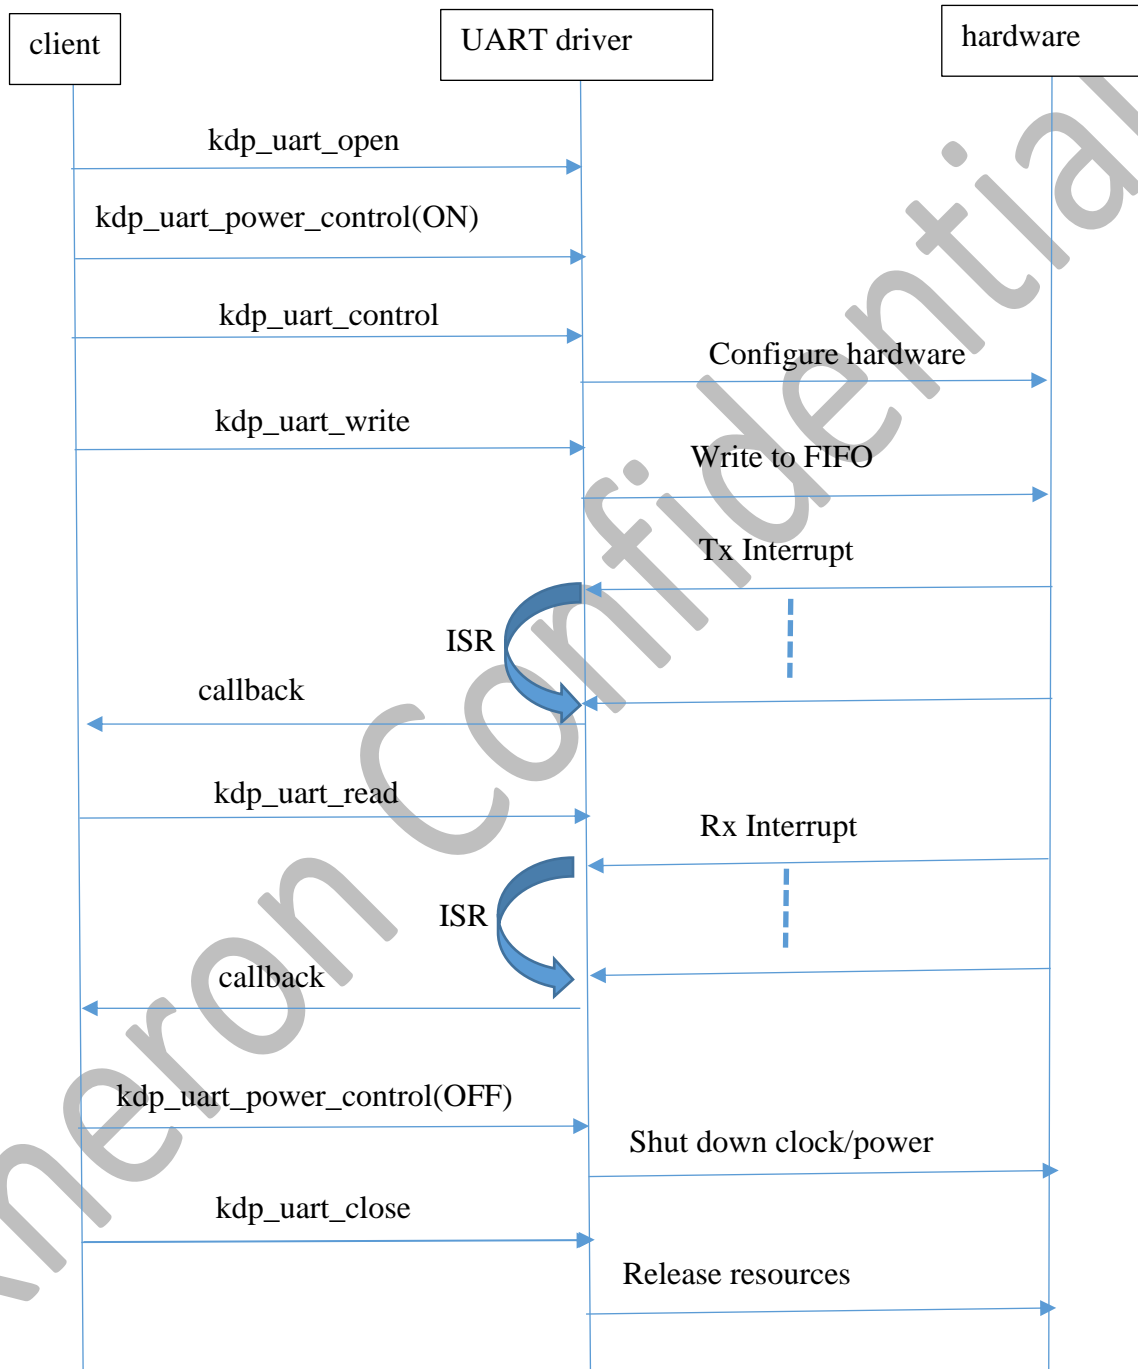 client
UART driver
hardware
kdp_uart_open
kdp_uart_power_control(ON)
kdp_uart_control
Configure hardware
kdp_uart_write
Write to FIFO
Tx Interrupt
ISR
callback
kdp_uart_read
Rx Interrupt
ISR
callback
kdp_uart_power_control(OFF)
Shut down clock/power
kdp_uart_close
Release resources
neron Confidential